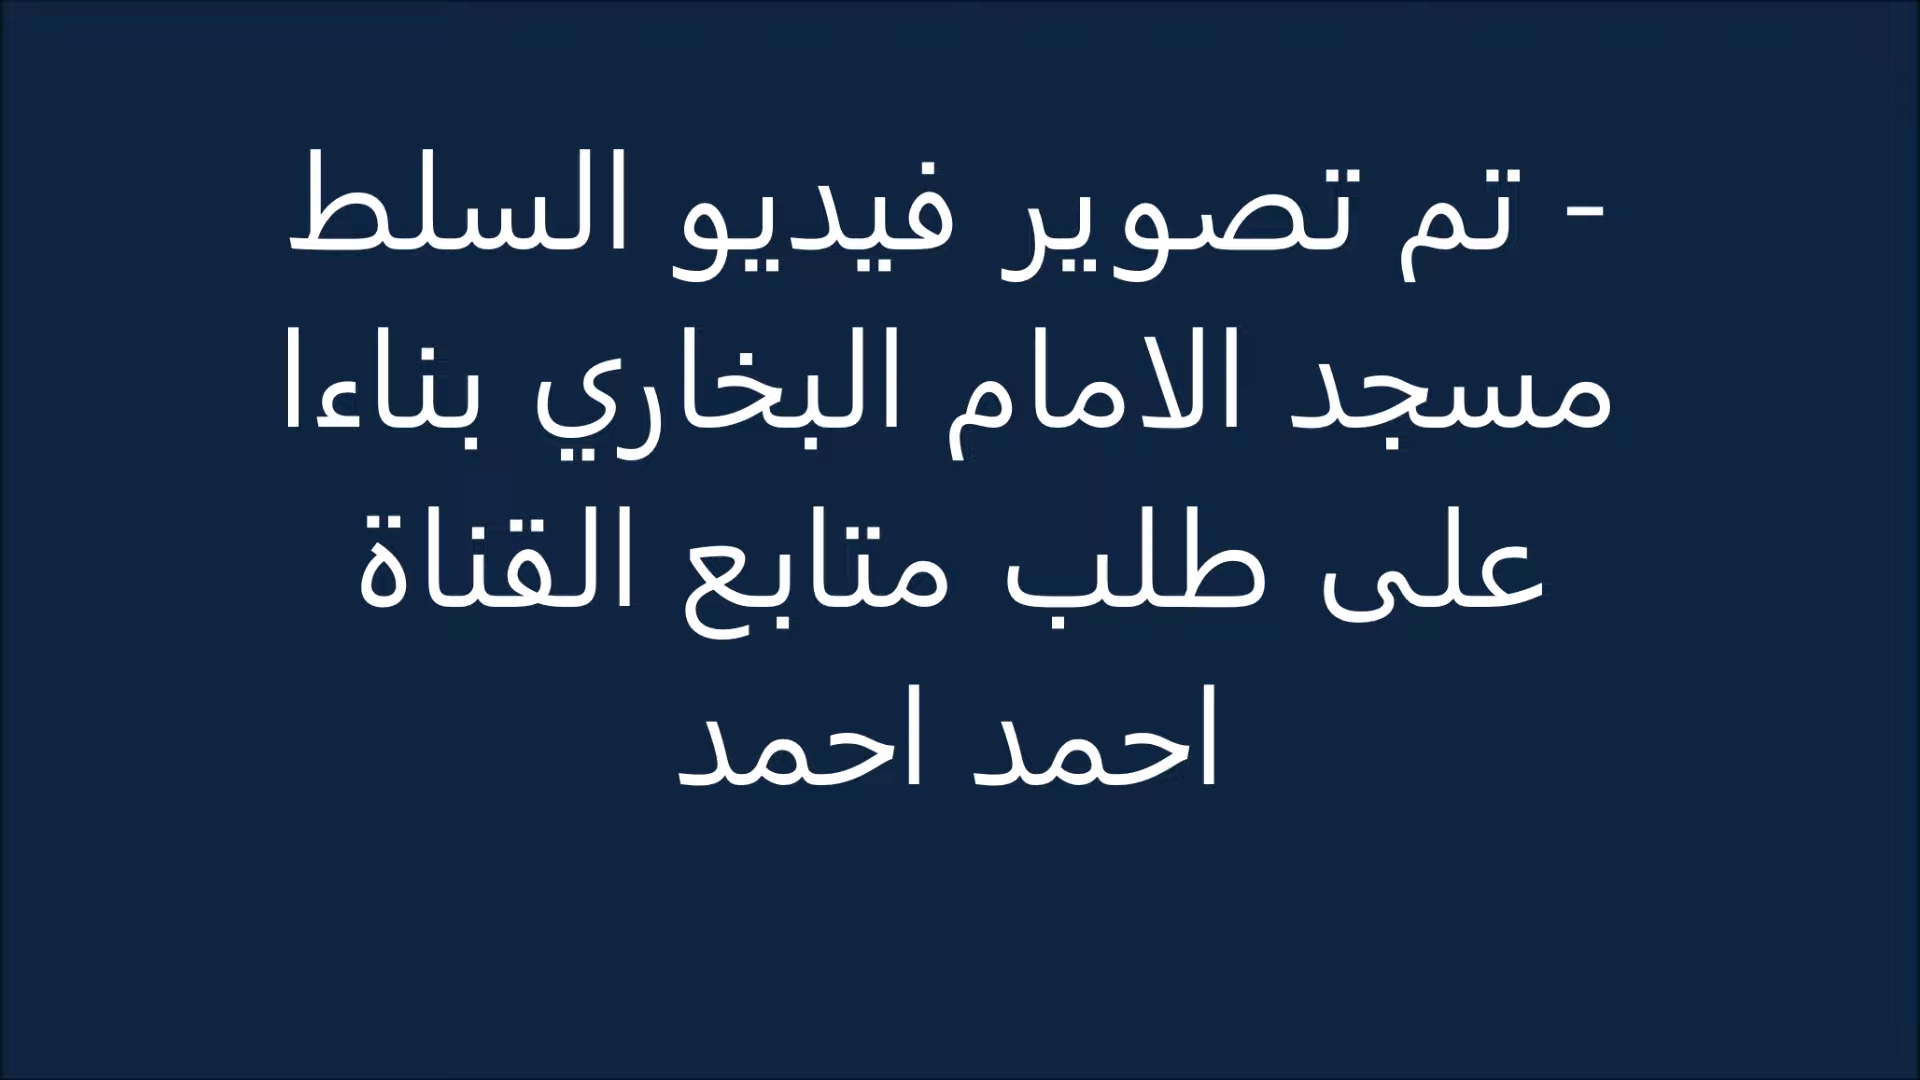 - تم تصوير فيديو السلط
مسجد الامام البخاري بناءا
على طلب متابع القناة
احمد احمد